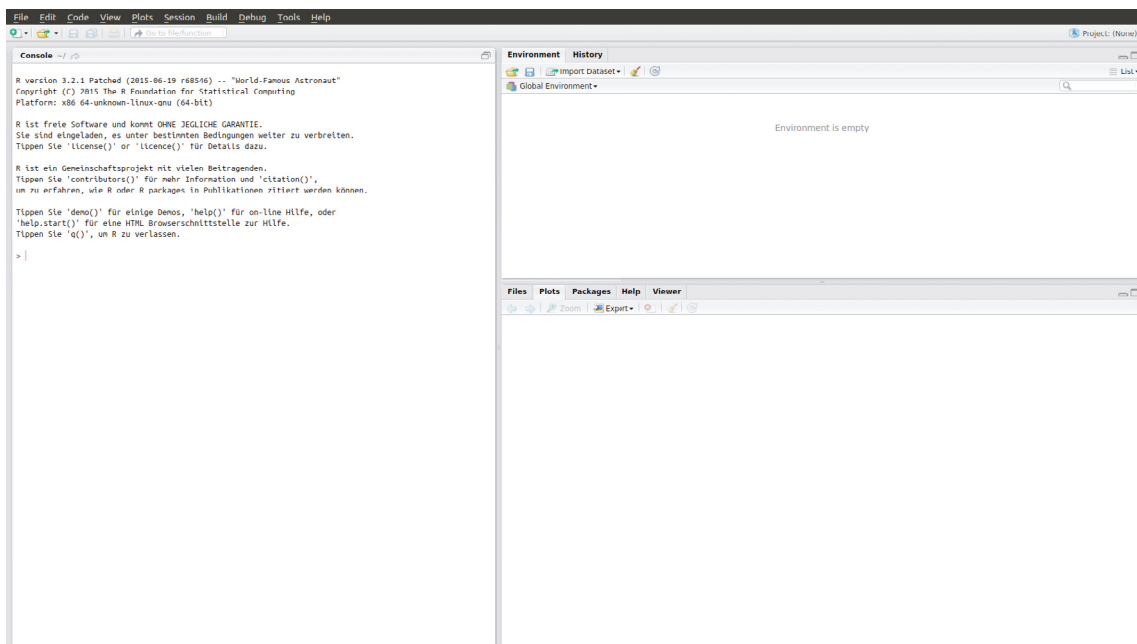 File Edit Code View Plots Session Build Debug Tools Help
Go to file/function
Project: (None)
Console ~/
R version 3.2.1 Patched (2015-06-19 r68546) -- "World-Famous Astronaut"
Copyright (C) 2015 The R Foundation for Statistical Computing
Platform: x86 64-unknown-linux-gnu (64-bit)
R ist freie Software und kommt OHNE JEGLICHE GARANTIE.
Sie sind eingeladen, es unter bestimmten Bedingungen weiter zu verbreiten.
Tippen Sie 'license()' or 'licence()' für Details dazu.
R ist ein Gemeinschaftsprojekt mit vielen Beitragenden.
Tippen Sie 'contributors()' für mehr Information und 'citation()',
um zu erfahren, wie R oder R packages in Publikationen zitiert werden können.
Tippen Sie 'demo()' für einige Demos, 'help()' für on-line Hilfe, oder
'help.start()' für eine HTML Browserschnittstelle zur Hilfe.
Tippen Sie 'q()', um R zu verlassen.
>
Environment History
Import Dataset
List
Global Environment
Environment is empty
Files Plots Packages Help Viewer
Zoom Export